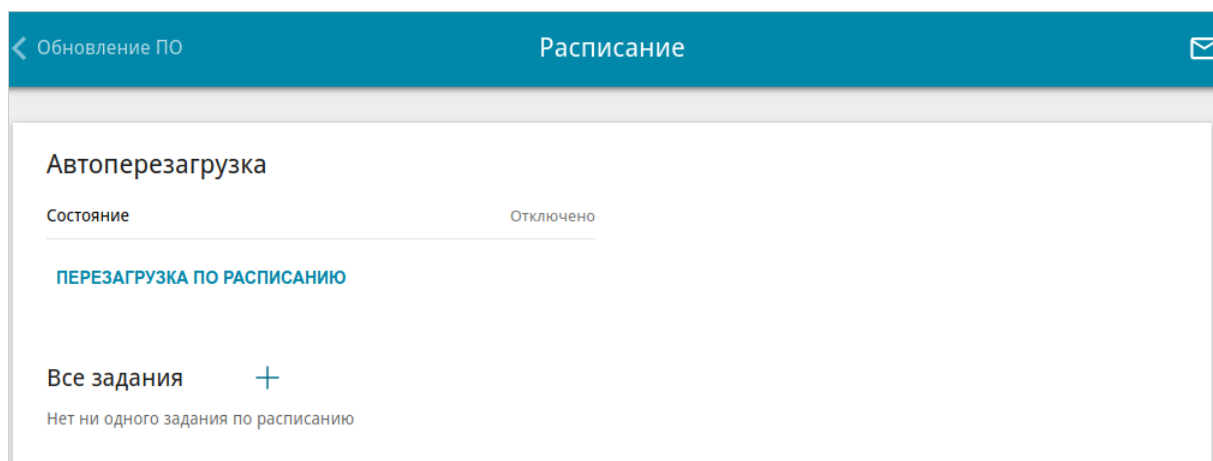 Обновление ПО
Расписание
Автоперезагрузка
Состояние
Отключено
ПЕРЕЗАГРУЗКА ПО РАСПИСАНИЮ
Все задания
Нет ни одного задания по расписанию